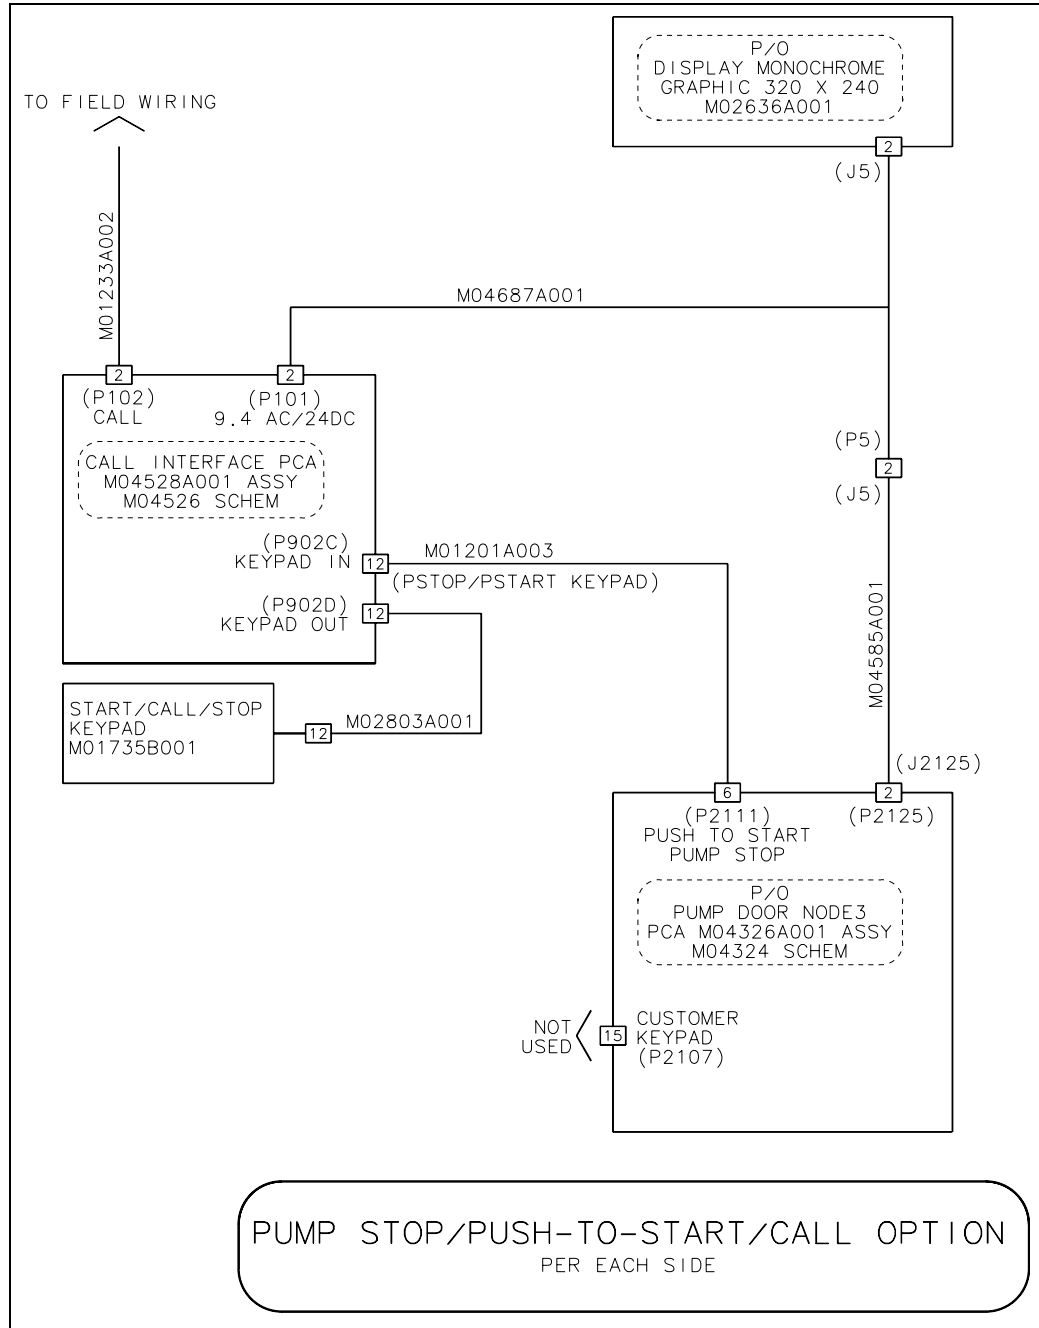 P/O
DISPLAY MONOCHROME
GRAPHIC 320 X 240
M02636A001
2
(J5)
TO FIELD WIRING
M01233A002
M04687A001
2
(P102)
CALL
2
(P101)
9.4 AC/24DC
CALL INTERFACE PCA
M04528A001 ASSY
M04526 SCHEM
(P902C)
KEYPAD IN
12
M01201A003
(PSTOP/PSTART KEYPAD)
(P902D)
KEYPAD OUT
12
(P5)
2
(J5)
M04585A001
START/CALL/STOP
KEYPAD
M01735B001
12
M02803A001
(J2125)
6
(P2111)
PUSH TO START
PUMP STOP
2
(P2125)
P/O
PUMP DOOR NODE3
PCA M04326A001 ASSY
M04324 SCHEM
NOT
USED
15
CUSTOMER
KEYPAD
(P2107)
PUMP STOP/PUSH-TO-START/CALL OPTION
PER EACH SIDE